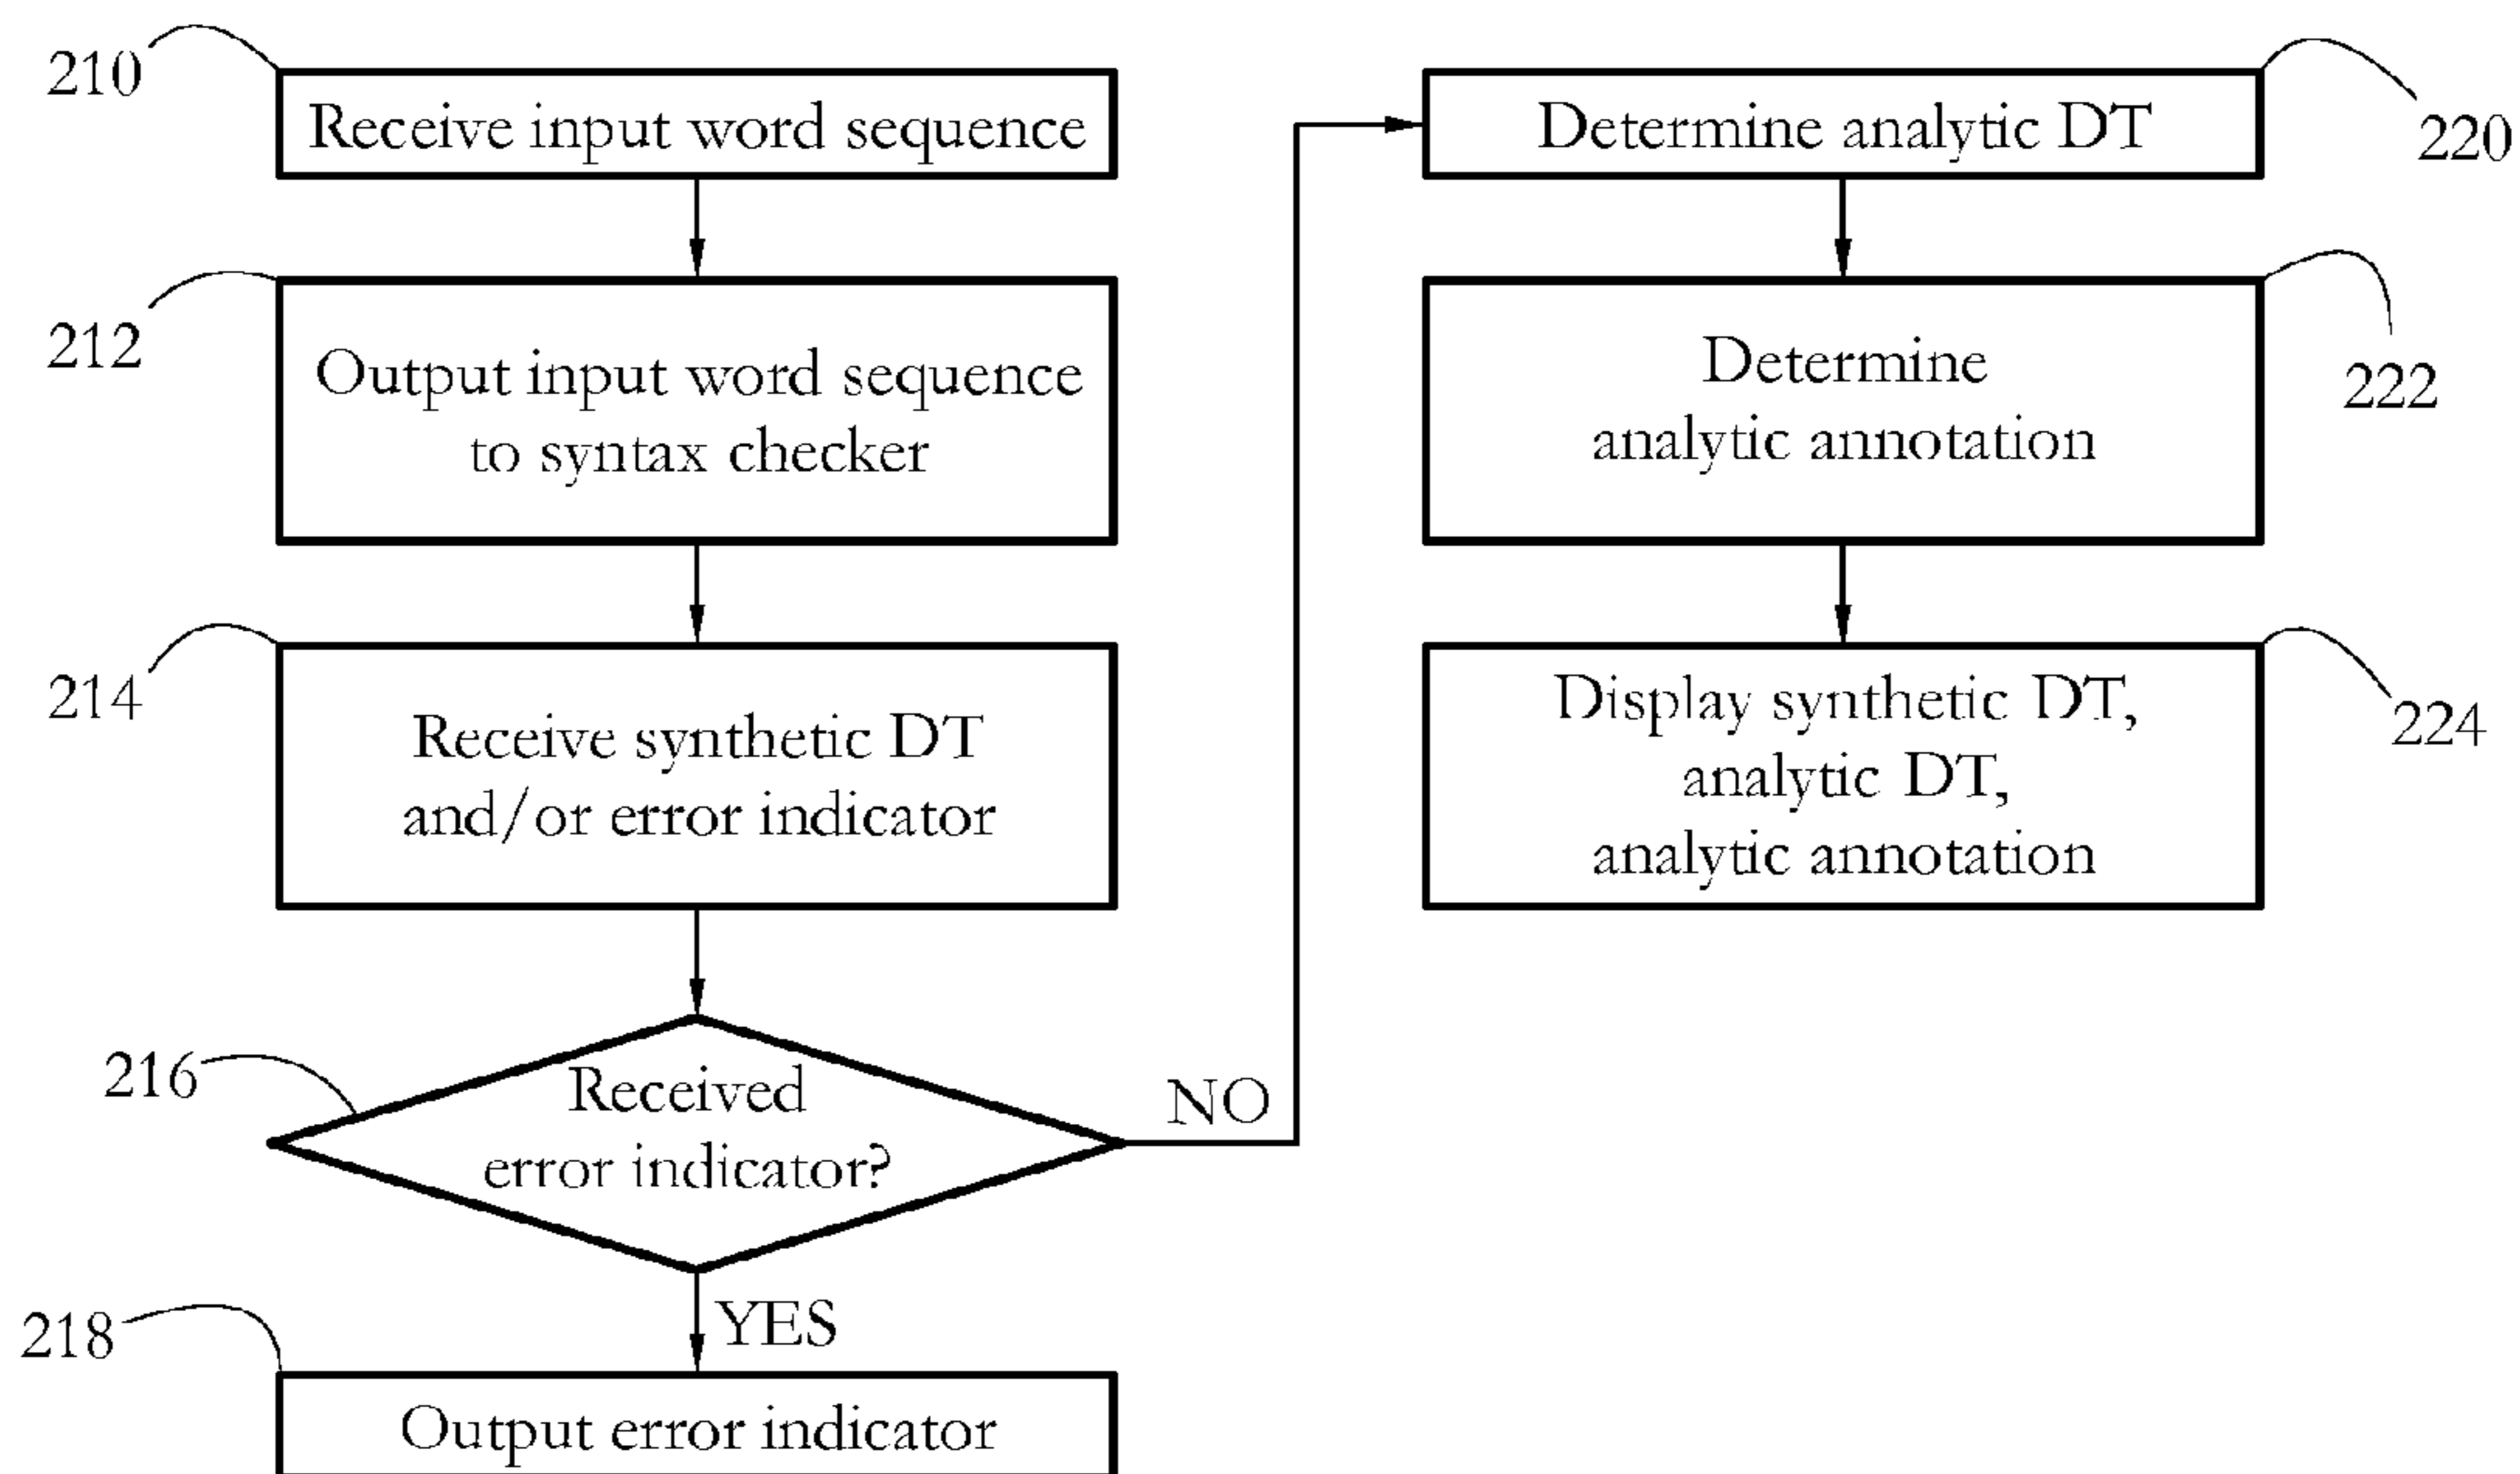 210
Receive input word sequence
212
Output input word sequence
to syntax checker
214
Receive synthetic DT
and/or error indicator
216
Received
error indicator?
NO
YES
218
Output error indicator
220
Determine analytic DT
222
Determine
analytic annotation
224
Display synthetic DT,
analytic DT,
analytic annotation